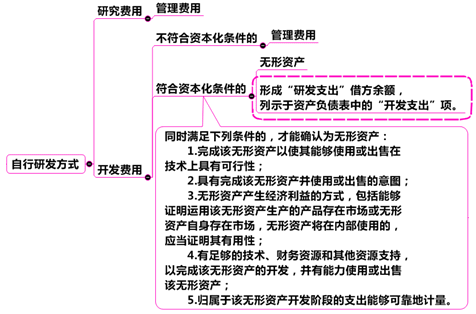 研究费用
管理费用
不符合资本化条件的
管理费用
无形资产
符合资本化条件的
形成“研发支出”借方余额，
列示于资产负债表中的“开发支出”项。
自行研发方式
开发费用
同时满足下列条件的，才能确认为无形资产：
1.完成该无形资产以使其能够使用或出售在
技术上具有可行性；
2.具有完成该无形资产并使用或出售的意图；
3.无形资产产生经济利益的方式，包括能够
证明运用该无形资产生产的产品存在市场或无形
资产自身存在市场，无形资产将在内部使用的，
应当证明其有用性；
4.有足够的技术、财务资源和其他资源支持，
以完成该无形资产的开发，并有能力使用或出售
该无形资产；
5.归属于该无形资产开发阶段的支出能够可靠地计量。